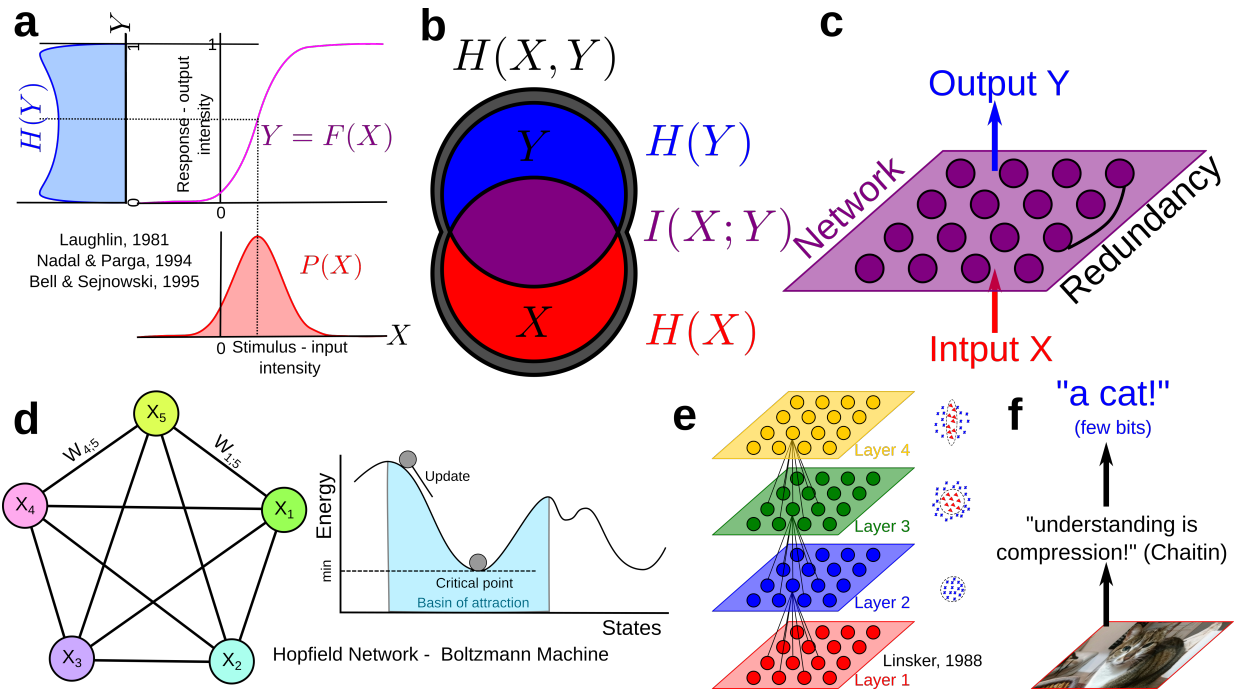 a
Y
1
1
H(Y)
Response - output
intensity
Y = F(X)
0
0
Laughlin, 1981
Nadal & Parga, 1994
Bell & Sejnowski, 1995
P(X)
X
0
Stimulus - input
intensity
b
H(X, Y)
Y
H(Y)
I(X; Y)
X
H(X)
c
Output Y
Network
Redundancy
Intput X
d
X5
W4;5
W1;5
X4
X1
X3
X2
Energy
min
Update
Critical point
Basin of attraction
States
Hopfield Network - Boltzmann Machine
e
Layer 4
Layer 3
Layer 2
Linsker, 1988
Layer 1
f
"a cat!"
(few bits)
"understanding is
compression!" (Chaitin)